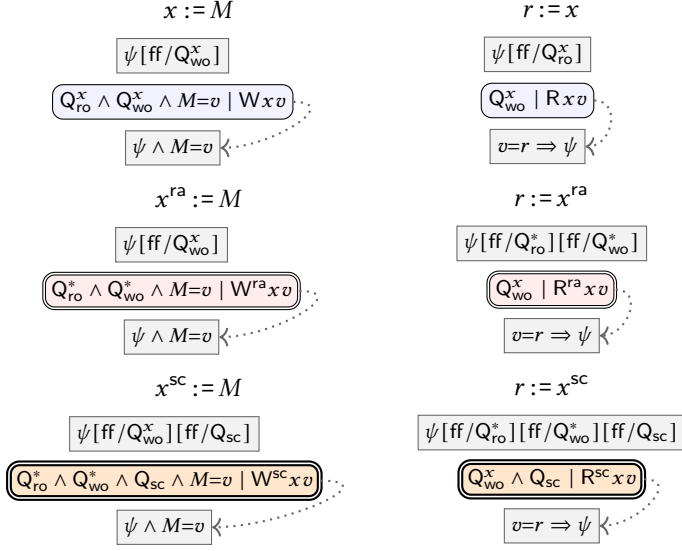 x := M
ψ[ff/Q^x_wo]
Q^x_ro ∧ Q^x_wo ∧ M=v | W x v
ψ ∧ M=v
r := x
ψ[ff/Q^x_ro]
Q^x_wo | R x v
v=r ⇒ ψ
x^ra := M
ψ[ff/Q^x_wo]
Q^*_ro ∧ Q^*_wo ∧ M=v | W^ra x v
ψ ∧ M=v
r := x^ra
ψ[ff/Q^*_ro][ff/Q^*_wo]
Q^x_wo | R^ra x v
v=r ⇒ ψ
x^sc := M
ψ[ff/Q^x_wo][ff/Q_sc]
Q^*_ro ∧ Q^*_wo ∧ Q_sc ∧ M=v | W^sc x v
ψ ∧ M=v
r := x^sc
ψ[ff/Q^*_ro][ff/Q^*_wo][ff/Q_sc]
Q^x_wo ∧ Q_sc | R^sc x v
v=r ⇒ ψ